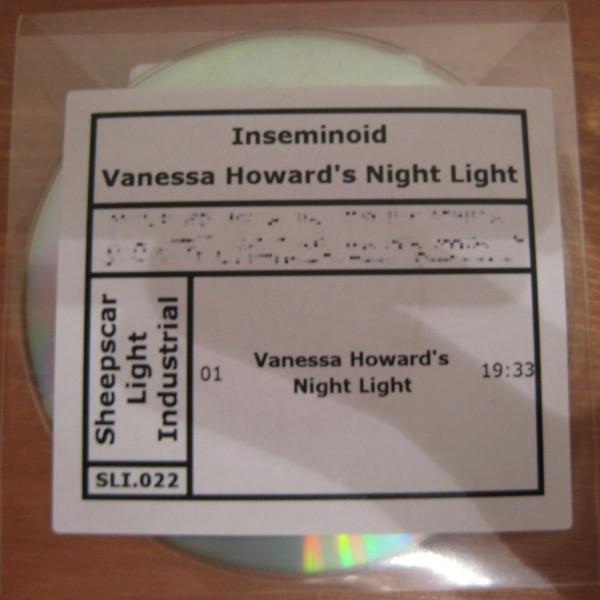 Inseminoid
Vanessa Howard's Night Light
Sheepscar
Light
Industrial
SLI.022
01 Vanessa Howard's 19:33
Night Light